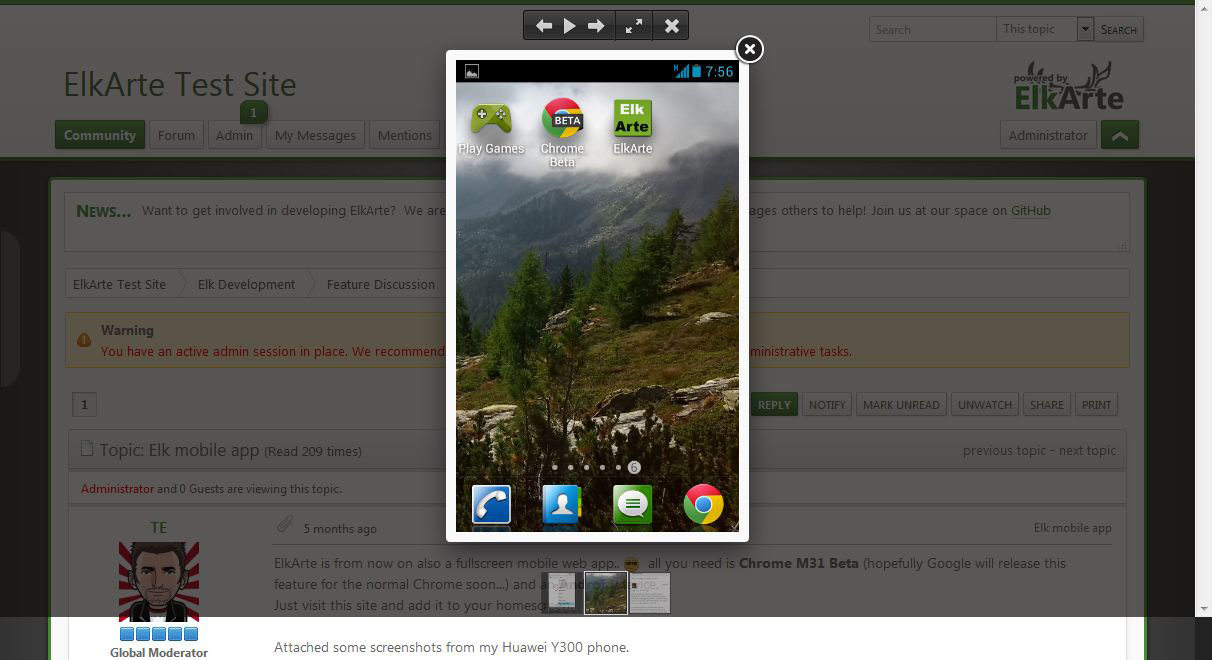 Search
This topic
SEARCH
ElkArte Test Site
powered by
ElkArte
1
Community
Forum
Admin
My Messages
Mentions
Administrator
7:56
H
Elk
Arte
BETA
Play Games
Chrome
Beta
ElkArte
NEWS...
Want to get involved in developing ElkArte? We are
ages others to help! Join us at our space on GitHub
ElkArte Test Site
Elk Development
Feature Discussion
Warning
You have an active admin session in place. We recommend
ministrative tasks.
1
REPLY
NOTIFY
MARK UNREAD
UNWATCH
SHARE
PRINT
Topic: Elk mobile app (Read 209 times)
previous topic - next topic
6
Administrator and 0 Guests are viewing this topic.
TE
5 months ago
Elk mobile app
ElkArte is from now on also a fullscreen mobile web app.. all you need is Chrome M31 Beta (hopefully Google will release this
feature for the normal Chrome soon...) and an
Just visit this site and add it to your homescreen
Attached some screenshots from my Huawei Y300 phone.
Global Moderator